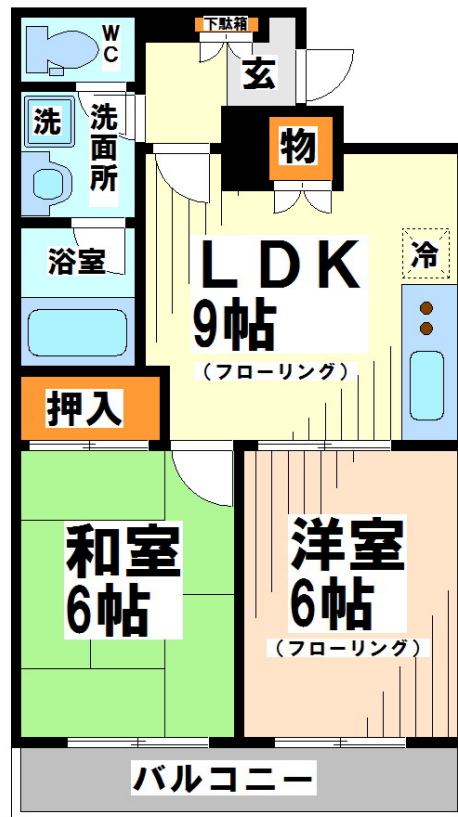 下駄箱
WC
玄
洗
洗面所
物
浴室
LDK
9帖
(フローリング)
冷
押入
和室
6帖
洋室
6帖
(フローリング)
バルコニー